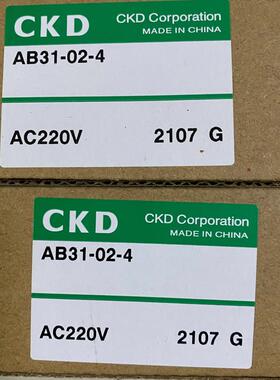 CKD CKD Corporation
MADE IN CHINA
AB31-02-4
AC220V 2107 G
CKD CKD Corporation
MADE IN CHINA
AB31-02-4
AC220V 2107 G